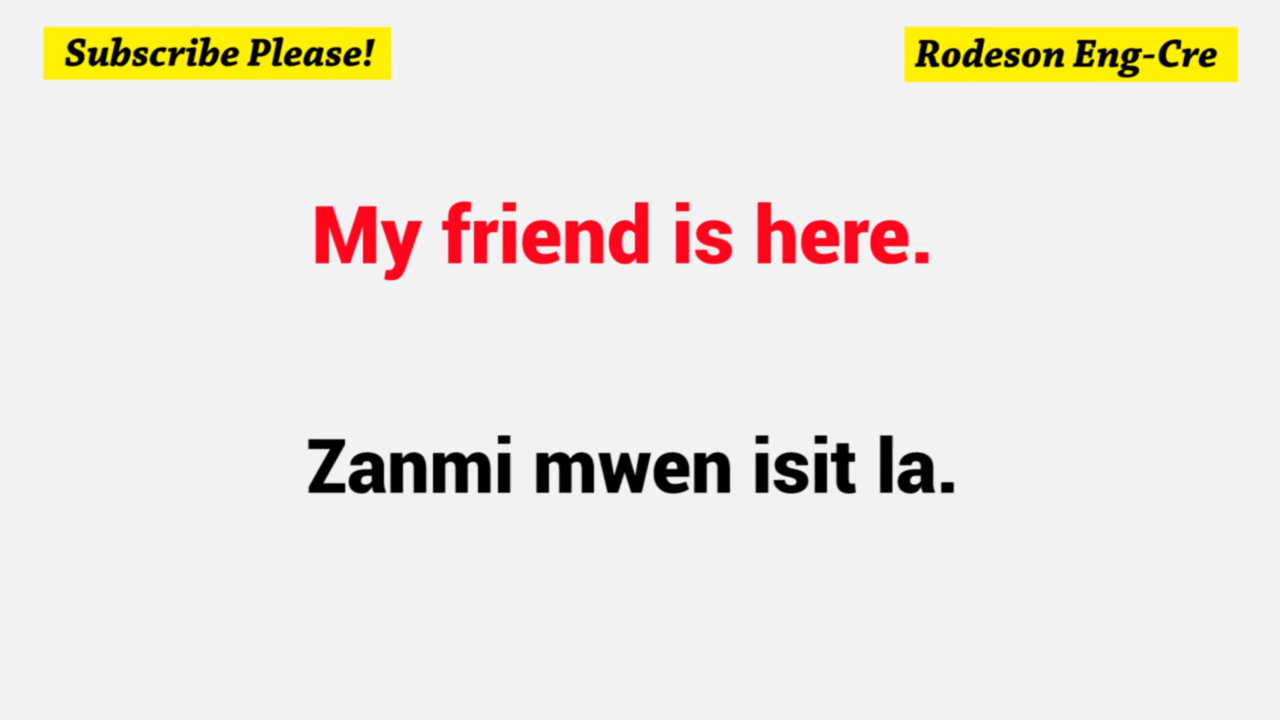 Subscribe Please!
Rodeson Eng-Cre
My friend is here.
Zanmi mwen isit la.